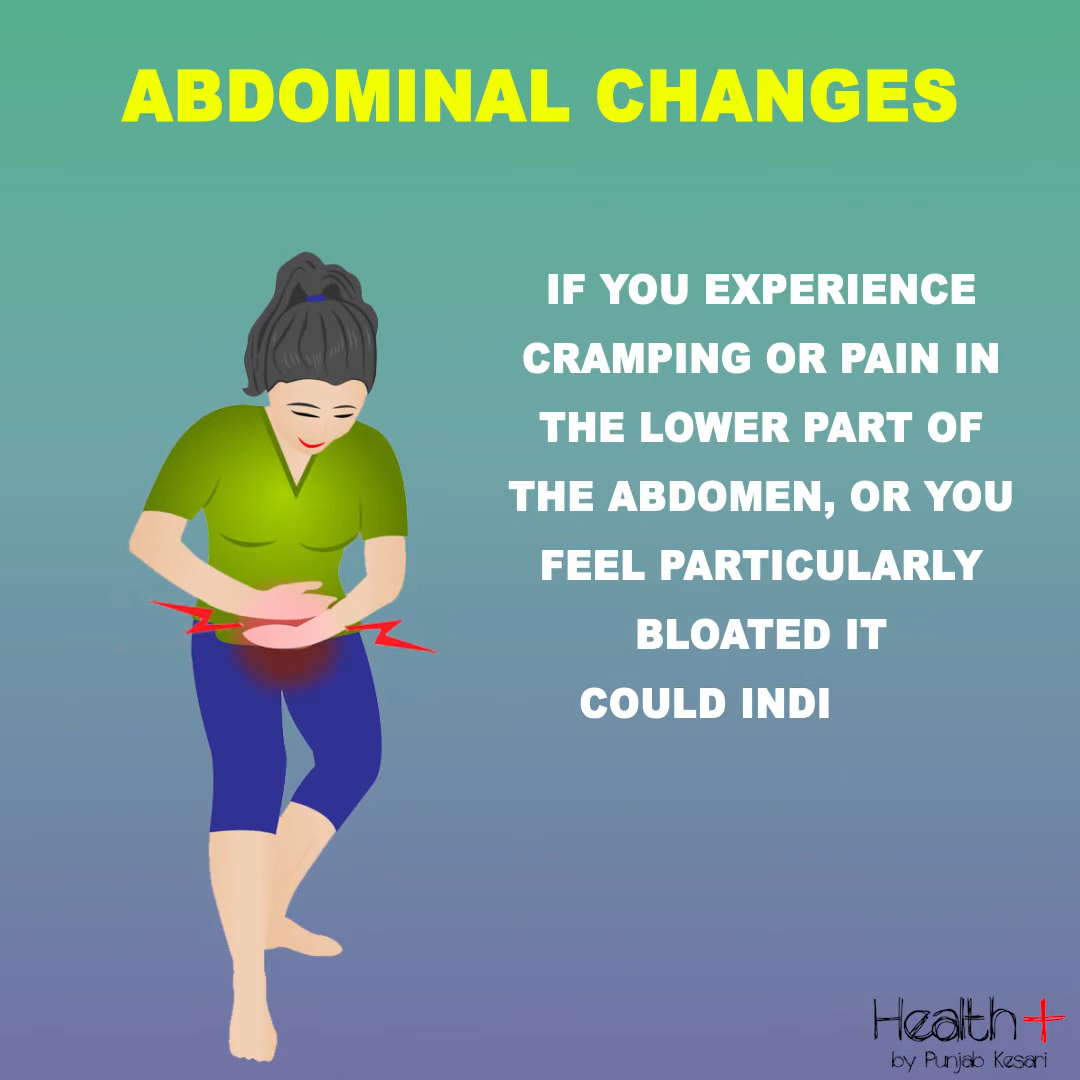 ABDOMINAL CHANGES
IF YOU EXPERIENCE
CRAMPING OR PAIN IN
THE LOWER PART OF
THE ABDOMEN, OR YOU
FEEL PARTICULARLY
BLOATED IT
COULD INDI
Health+
by Punjab Kesari